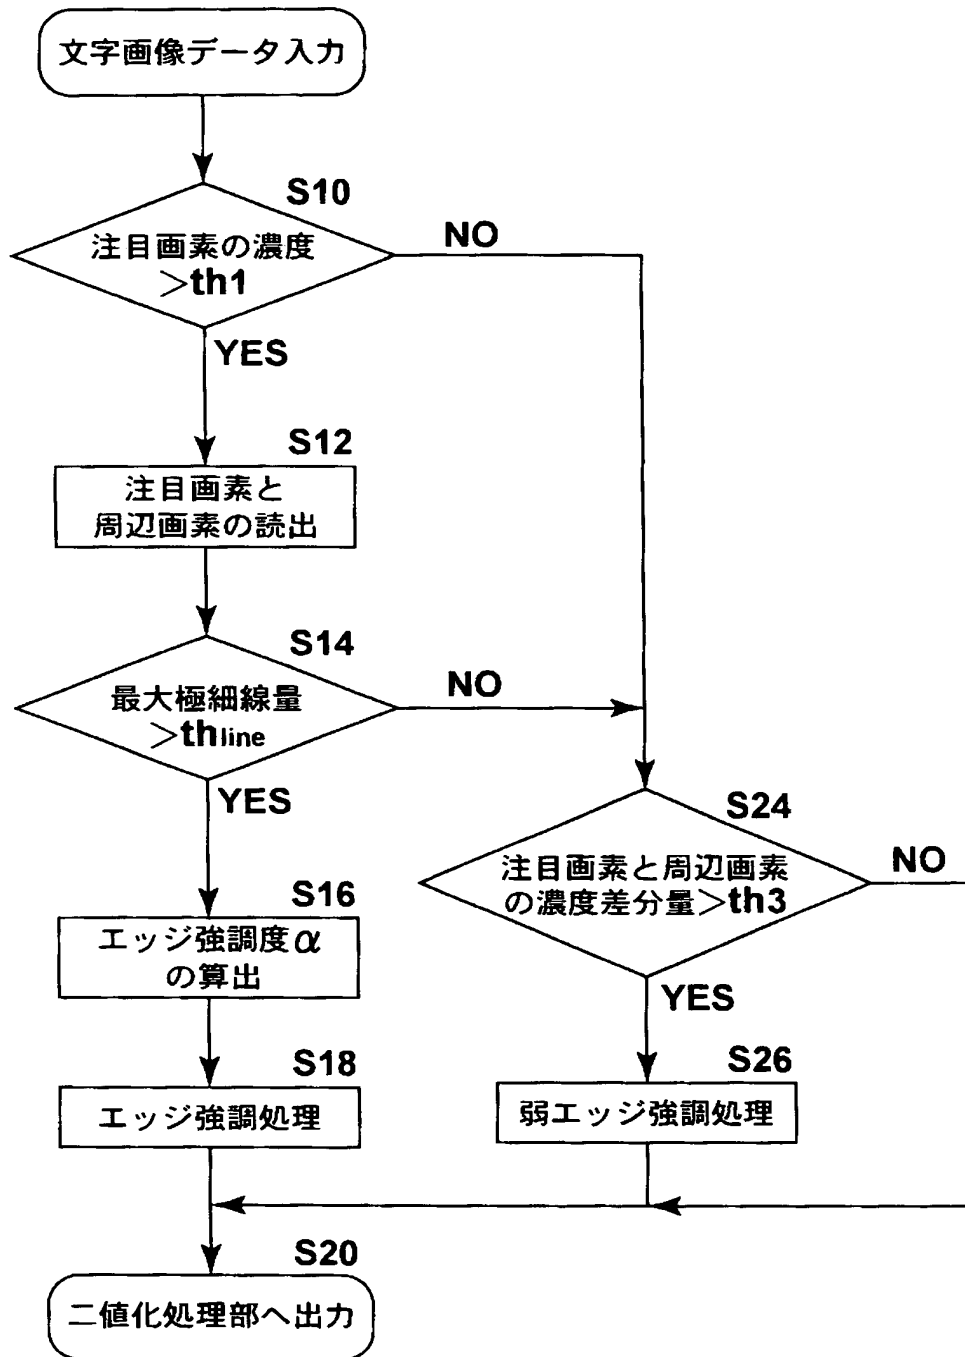 文字画像データ入力
S10
注目画素の濃度
＞th1
NO
YES
S12
注目画素と
周辺画素の読出
S14
最大極細線量
＞thline
NO
YES
S24
注目画素と周辺画素
の濃度差分量＞th3
NO
YES
S16
エッジ強調度α
の算出
S18
エッジ強調処理
S26
弱エッジ強調処理
S20
二値化処理部へ出力